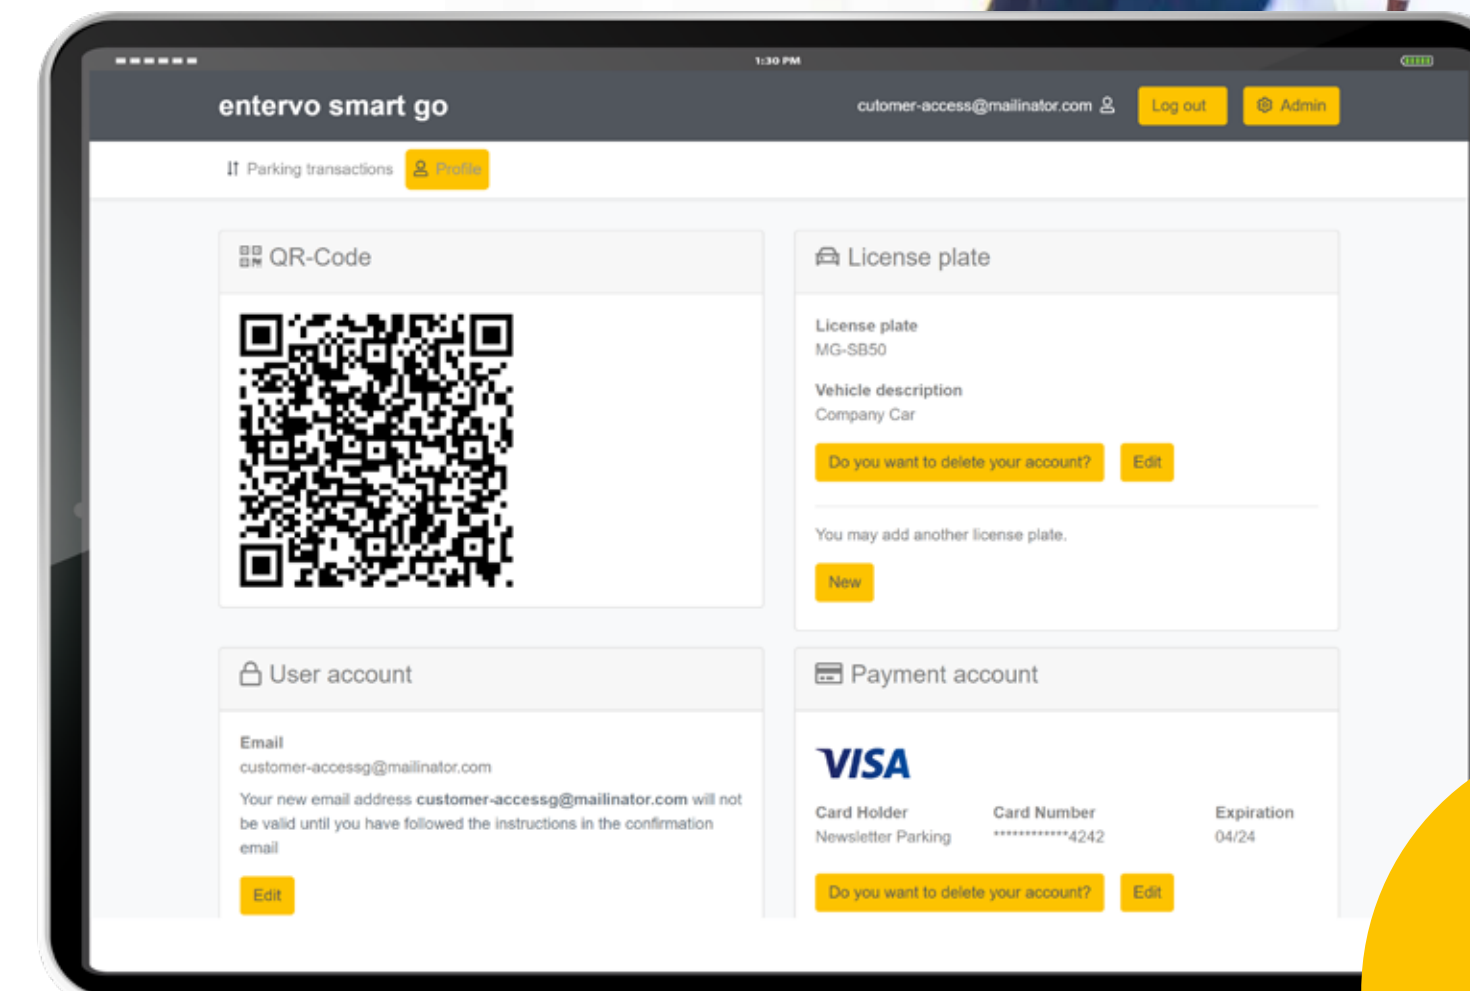 1:30 PM
entervo smart go
cutomer-access@mailinator.com
Log out
Admin
Parking transactions
Profile
QR-Code
License plate
License plate
MG-SB50
Vehicle description
Company Car
Do you want to delete your account?
Edit
You may add another license plate.
New
User account
Email
customer-accessg@mailinator.com
Your new email address customer-accessg@mailinator.com will not
be valid until you have followed the instructions in the confirmation
email
Edit
Payment account
VISA
Card Holder Card Number Expiration
Newsletter Parking ************4242 04/24
Do you want to delete your account?
Edit